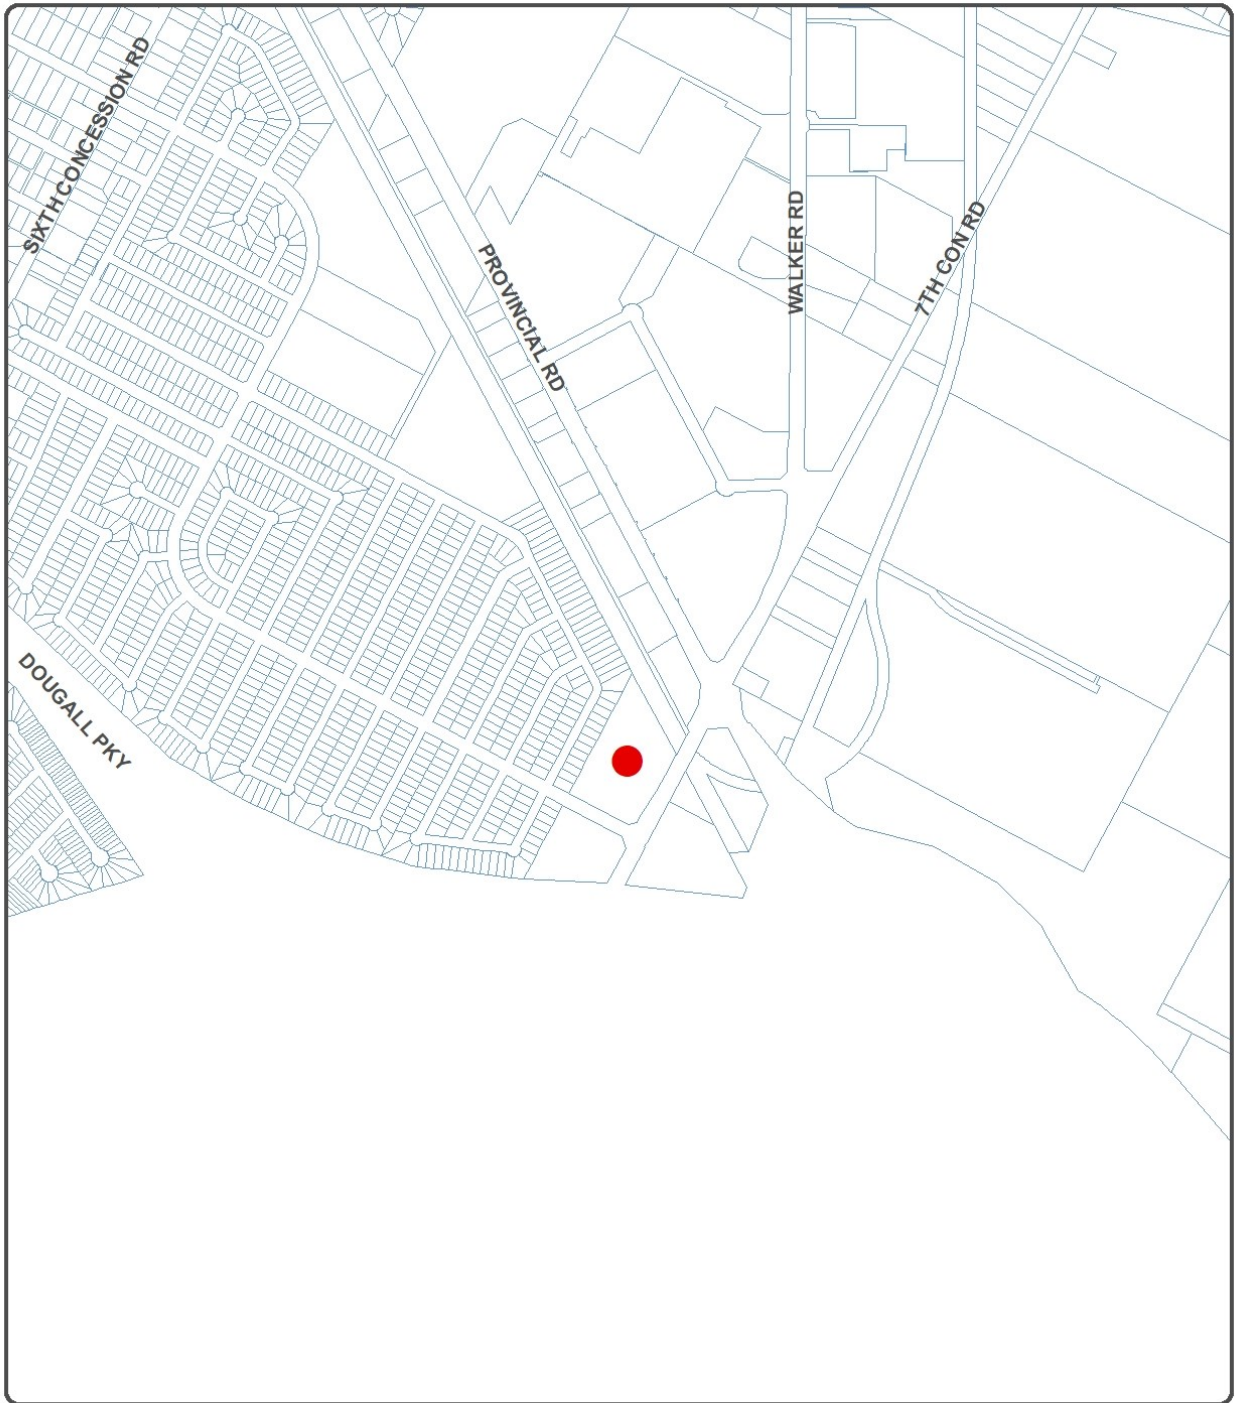 SIXTH CONCESSION RD
PROVINCIAL RD
WALKER RD
7TH CON RD
DOUGALL PKY